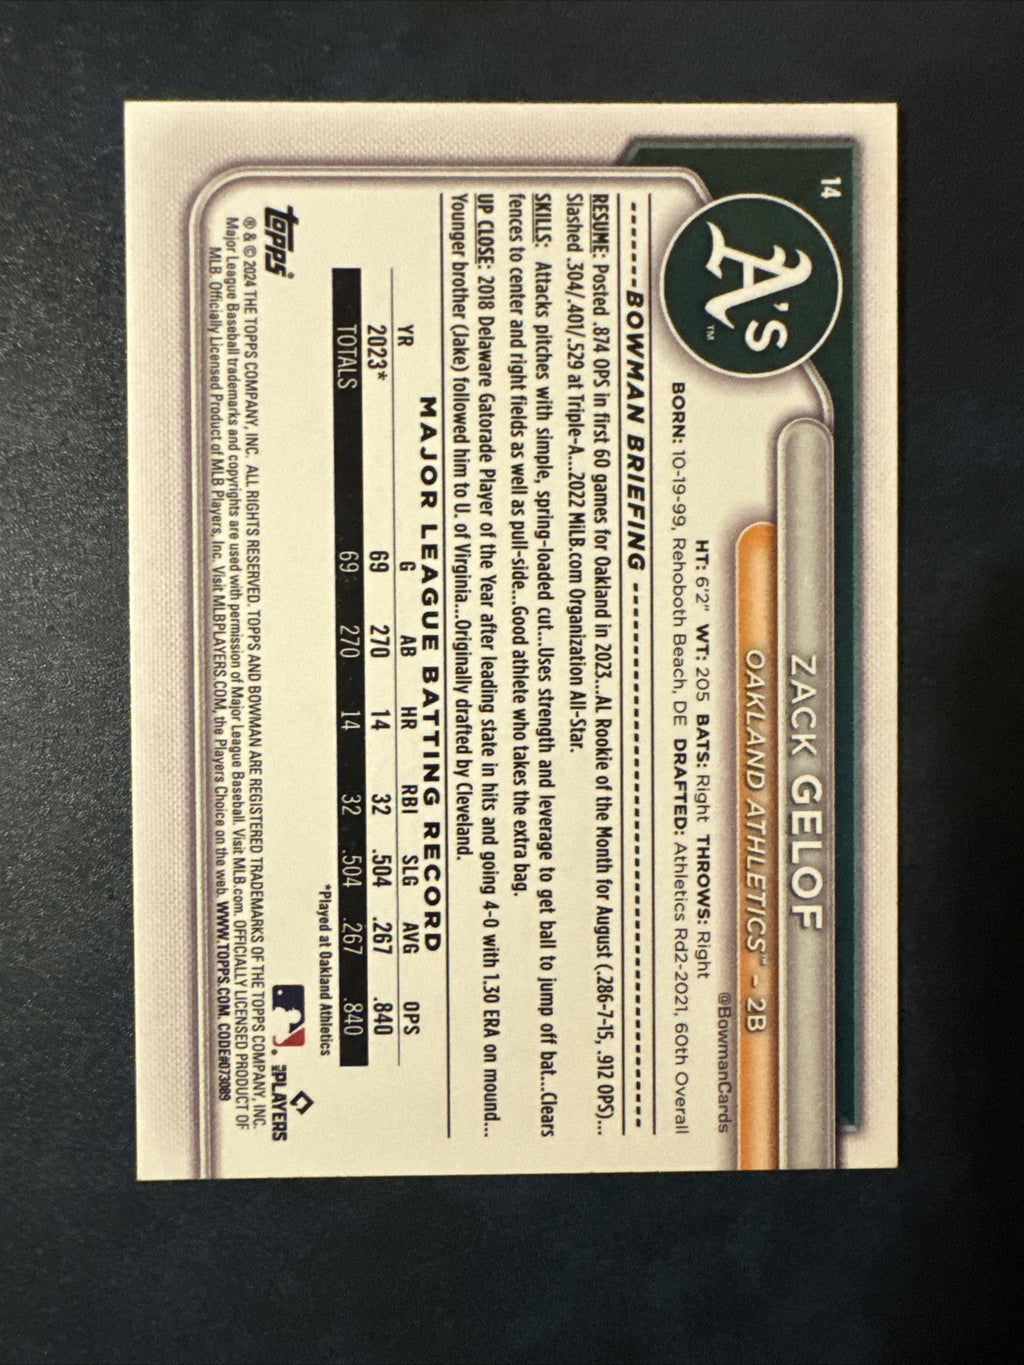 14
A's™
ZACK GELOF
OAKLAND ATHLETICS™ - 2B
@BowmanCards
HT: 6'2" WT: 205 BATS: Right THROWS: Right
BORN: 10-19-99, Rehoboth Beach, DE DRAFTED: Athletics Rd2-2021, 60th Overall
------BOWMAN BRIEFING ------
RESUME: Posted .874 OPS in first 60 games for Oakland in 2023...AL Rookie of the Month for August (.286-7-15, .912 OPS)...
Slashed .304/.401/.529 at Triple-A...2022 MiLB.com Organization All-Star.
SKILLS: Attacks pitches with simple, spring-loaded cut...Uses strength and leverage to get ball to jump off bat...Clears
fences to center and right fields as well as pull-side...Good athlete who takes the extra bag.
UP CLOSE: 2018 Delaware Gatorade Player of the Year after leading state in hits and going 4-0 with 1.30 ERA on mound...
Younger brother (Jake) followed him to U. of Virginia...Originally drafted by Cleveland.
MAJOR LEAGUE BATTING RECORD
YR G AB HR RBI SLG AVG OPS
2023* 69 270 14 32 .504 .267 .840
TOTALS 69 270 14 32 .504 .267 .840
*Played at Oakland Athletics
topps®
MLB PLAYERS
® & © 2024 THE TOPPS COMPANY, INC. ALL RIGHTS RESERVED. TOPPS AND BOWMAN ARE REGISTERED TRADEMARKS OF THE TOPPS COMPANY, INC.
Major League Baseball trademarks and copyrights are used with permission of Major League Baseball. Visit MLB.com. OFFICIALLY LICENSED PRODUCT OF
MLB Officially Licensed Product of MLB Players, Inc. Visit MLBPLAYERS.COM, the Players Choice on the web. WWW.TOPPS.COM. CODE#073089